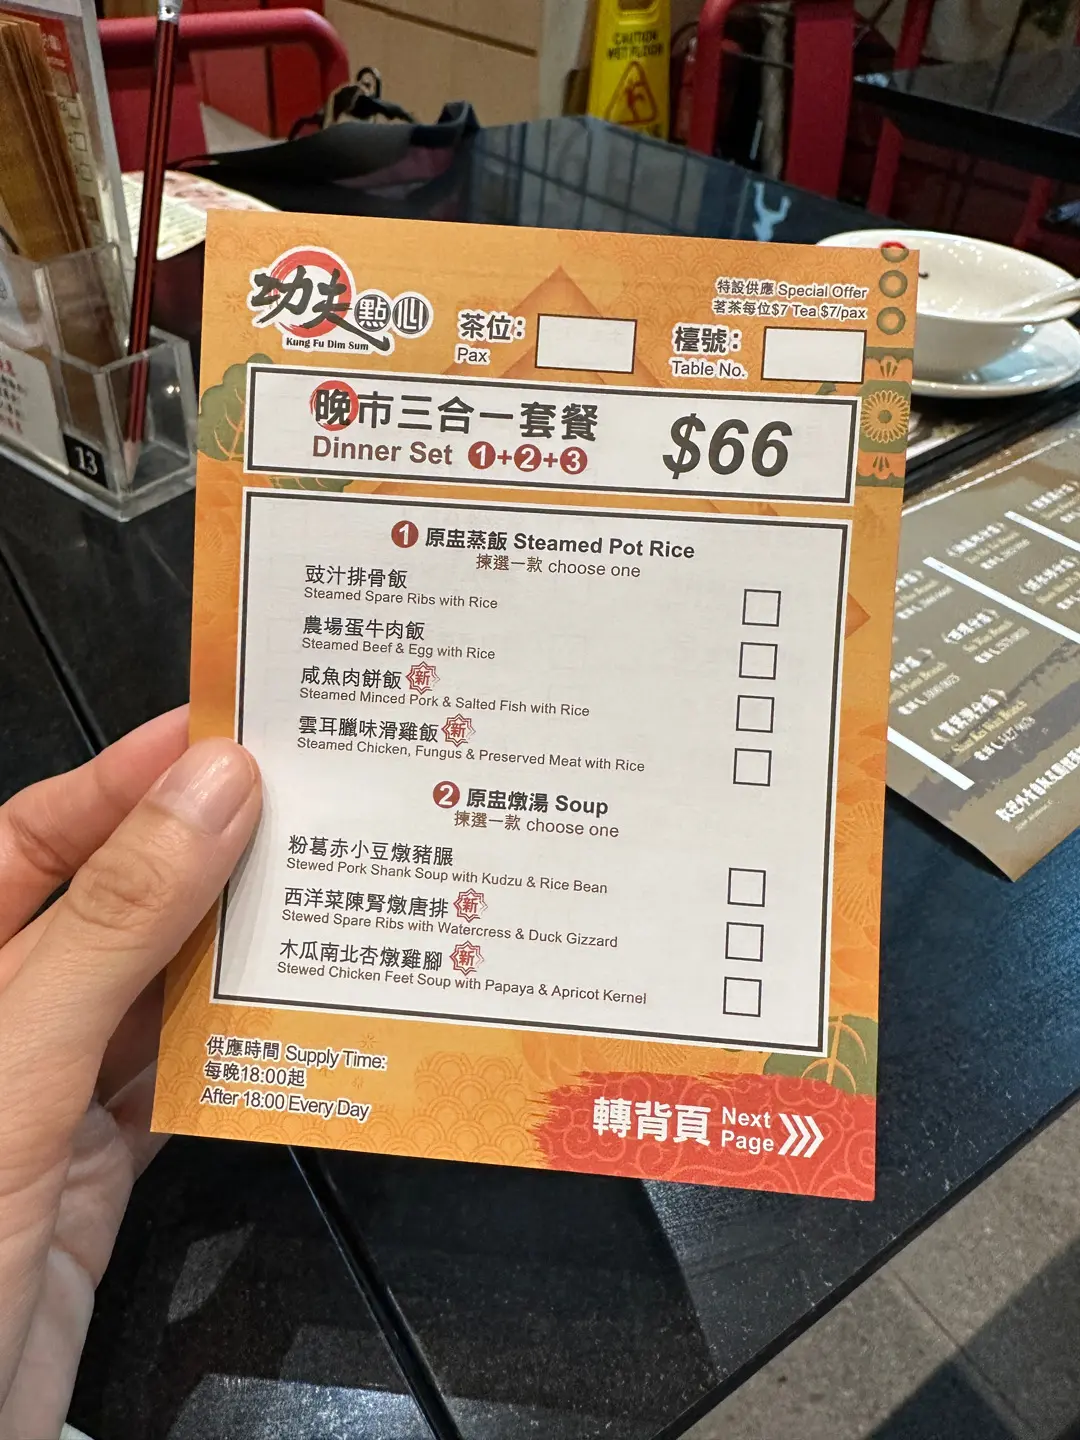 CAUTION
WET FLOOR
13
功夫點心
Kung Fu Dim Sum
茶位：
Pax
特設供應 Special Offer
茗茶每位$7 Tea $7/pax
檯號：
Table No.
晚市三合一套餐
Dinner Set 1+2+3
$66
1 原盅蒸飯 Steamed Pot Rice
揀選一款 choose one
豉汁排骨飯
Steamed Spare Ribs with Rice
農場蛋牛肉飯
Steamed Beef & Egg with Rice
咸魚肉餅飯 新
Steamed Minced Pork & Salted Fish with Rice
雲耳臘味滑雞飯 新
Steamed Chicken, Fungus & Preserved Meat with Rice
2 原盅燉湯 Soup
揀選一款 choose one
粉葛赤小豆燉豬𦟌
Stewed Pork Shank Soup with Kudzu & Rice Bean
西洋菜陳腎燉唐排 新
Stewed Spare Ribs with Watercress & Duck Gizzard
木瓜南北杏燉雞腳 新
Stewed Chicken Feet Soup with Papaya & Apricot Kernel
供應時間 Supply Time:
每晚18:00起
After 18:00 Every Day
轉背頁 Next Page